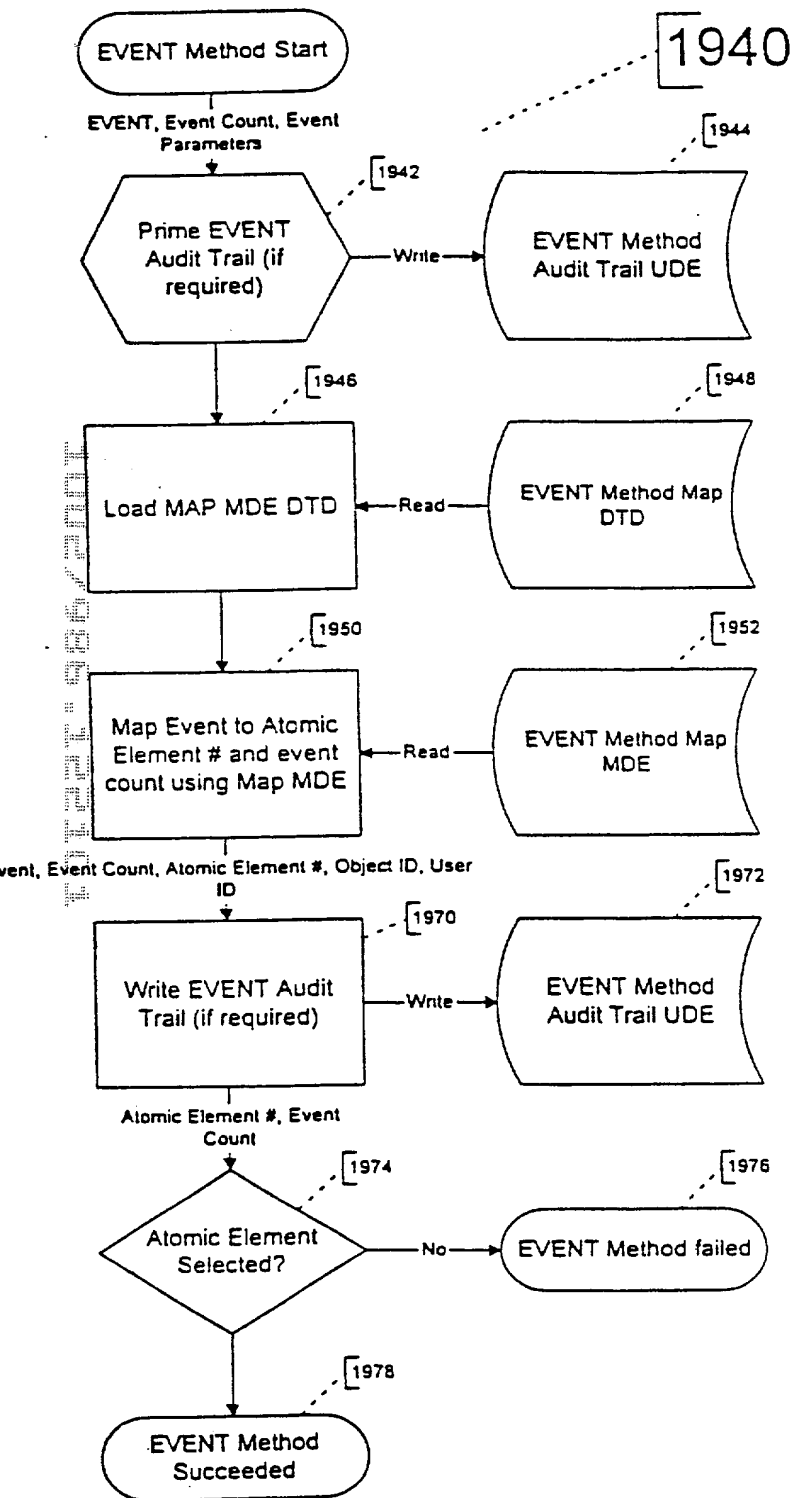 1940
EVENT Method Start
EVENT, Event Count, Event
Parameters
1942
1944
Prime EVENT
Audit Trail (if
required)
Write
EVENT Method
Audit Trail UDE
1946
1948
Load MAP MDE DTD
Read
EVENT Method Map
DTD
1950
1952
Map Event to Atomic
Element # and event
count using Map MDE
Read
EVENT Method Map
MDE
vent, Event Count, Atomic Element #, Object ID, User
ID
1970
1972
Write EVENT Audit
Trail (if required)
Write
EVENT Method
Audit Trail UDE
Atomic Element #, Event
Count
1974
1976
Atomic Element
Selected?
No
EVENT Method failed
1978
EVENT Method
Succeeded